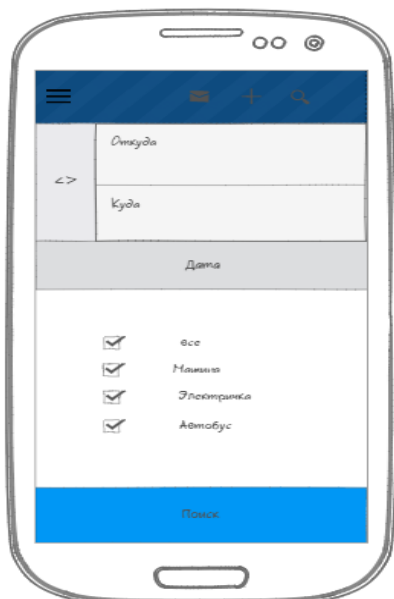 Откуда
<>
Куда
Дата
все
Машина
Электричка
Автобус
Поиск